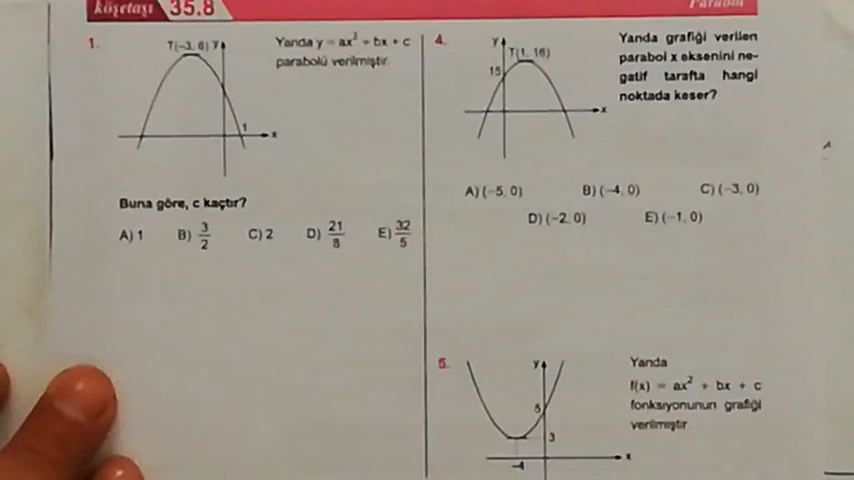 köşetaşı 35.8
Parabol
1.
T(-3, 6) y
1
x
Yanda y = ax² + bx + c
parabolü verilmiştir.
Buna göre, c kaçtır?
A) 1 B) 3/2 C) 2 D) 21/8 E) 32/5
4.
y
T(1, 16)
15
x
Yanda grafiği verilen
parabol x eksenini ne-
gatif tarafta hangi
noktada keser?
A) (-5, 0) B) (-4, 0) C) (-3, 0)
D) (-2, 0) E) (-1, 0)
5.
y
5
3
-4
x
Yanda
f(x) = ax² + bx + c
fonksiyonunun grafiği
verilmiştir
A